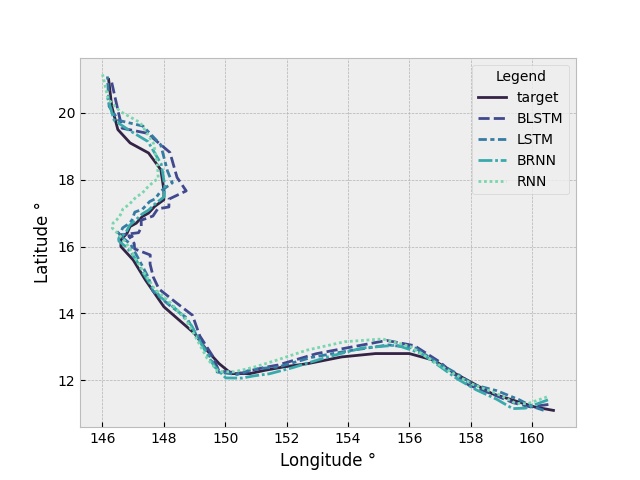 Legend
target
BLSTM
LSTM
BRNN
RNN
20
18
16
14
12
Latitude °
146 148 150 152 154 156 158 160
Longitude °